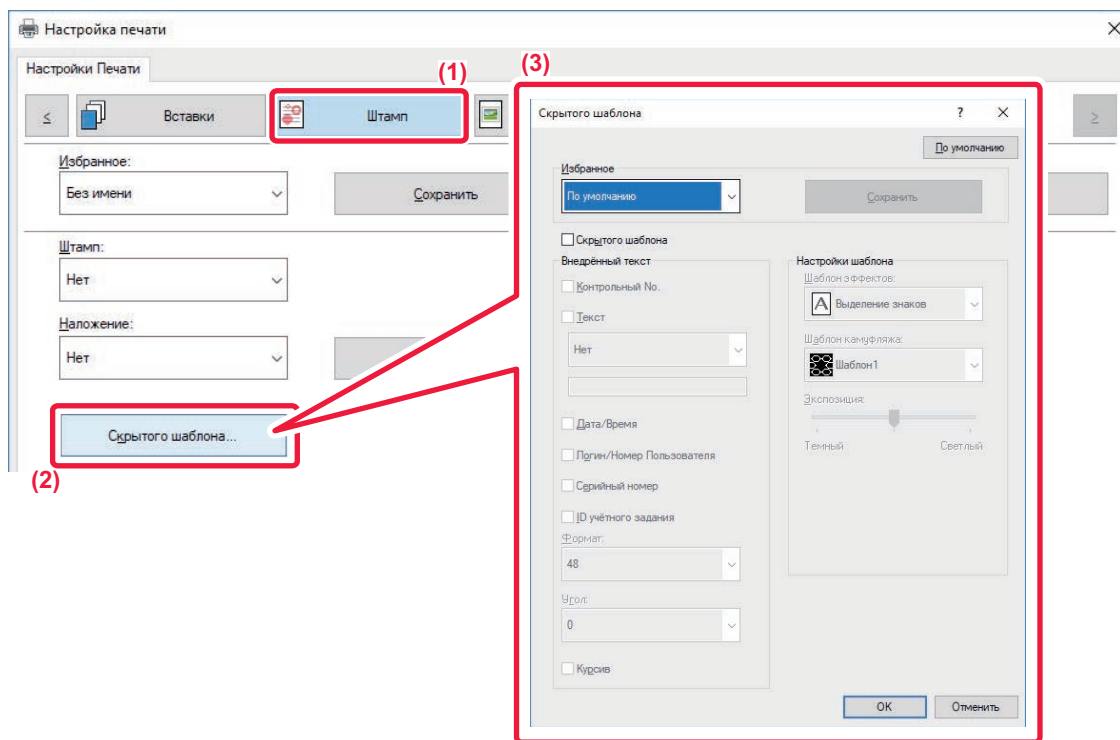 Настройка печати
Настройки Печати
(1)
(3)
<
Вставки
Штамп
>
Избранное:
Без имени
Сохранить
Штамп:
Нет
Наложение:
Нет
Скрытого шаблона...
(2)
Скрытого шаблона
?
По умолчанию
Избранное
По умолчанию
Сохранить
Скрытого шаблона
Внедрённый текст
Контрольный No.
Текст
Нет
Дата/Время
Логин/Номер Пользователя
Серийный номер
ID учётного задания
Формат:
48
Угол:
0
Курсив
Настройки шаблона
Шаблон эффектов:
A Выделение знаков
Шаблон камуфляжа:
Шаблон1
Экспозиция:
Темный Светлый
OK Отменить